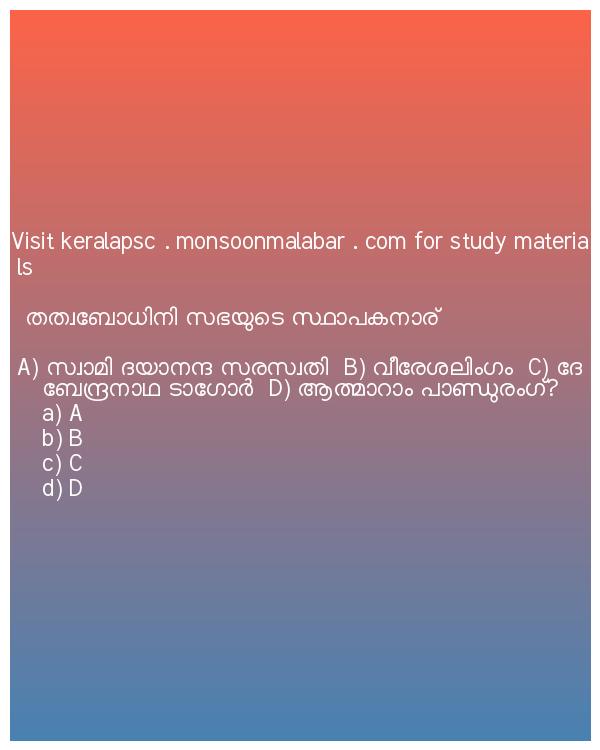 Visit keralapsc . monsoonmalabar . com for study materia
ls
തത്വബോധിനി സഭയുടെ സ്ഥാപകനാര്
A) സ്വാമി ദയാനന്ദ സരസ്വതി B) വീരേശലിംഗം C) ദേ
ബേന്ദ്രനാഥ ടാഗോർ D) ആത്മാറാം പാണ്ഡുരംഗ്?
a) A
b) B
c) C
d) D